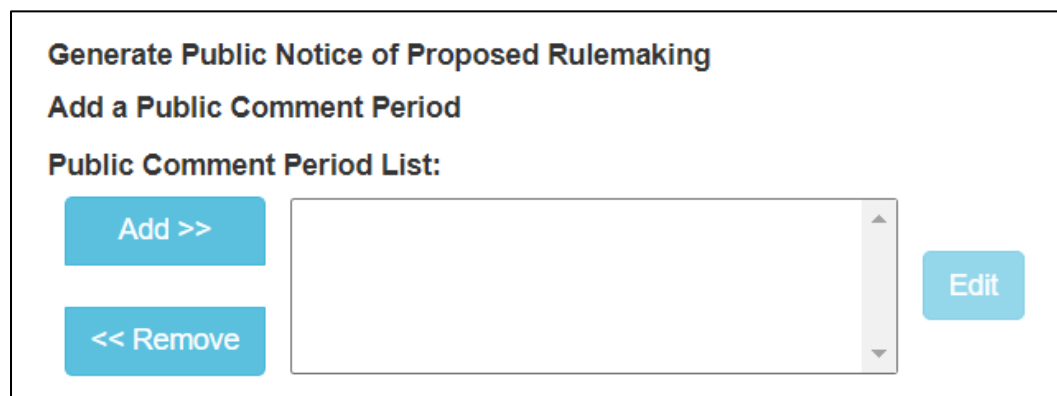 Generate Public Notice of Proposed Rulemaking
Add a Public Comment Period
Public Comment Period List:
Add >>
Edit
<< Remove